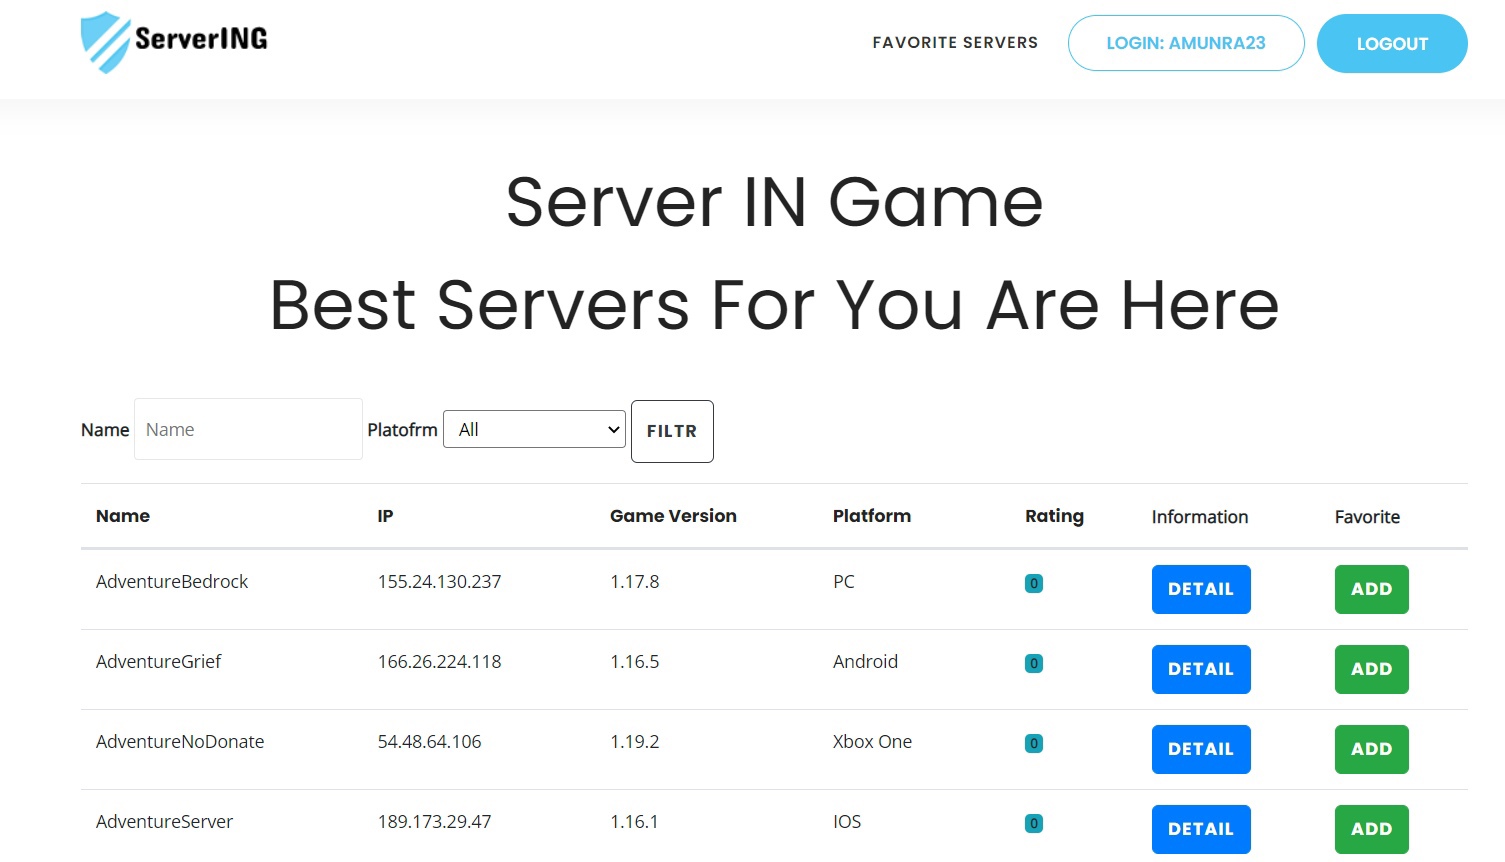 ServerING
FAVORITE SERVERS LOGIN: AMUNRA23 LOGOUT
Server IN Game
Best Servers For You Are Here
Name Name Platofrm All FILTR
Name IP Game Version Platform Rating Information Favorite
AdventureBedrock 155.24.130.237 1.17.8 PC 0 DETAIL ADD
AdventureGrief 166.26.224.118 1.16.5 Android 0 DETAIL ADD
AdventureNoDonate 54.48.64.106 1.19.2 Xbox One 0 DETAIL ADD
AdventureServer 189.173.29.47 1.16.1 IOS 0 DETAIL ADD